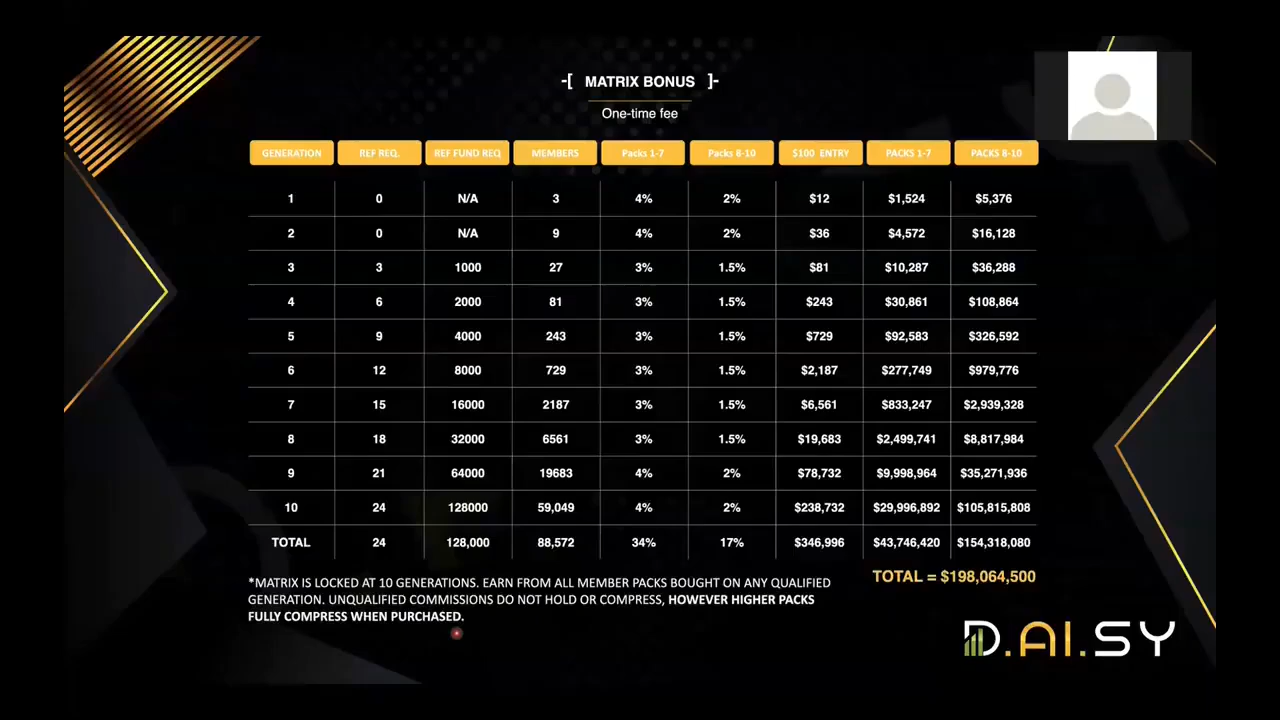 -[ MATRIX BONUS ]-
One-time fee
GENERATION REF REQ. REF FUND REQ MEMBERS Packs 1-7 Packs 8-10 $100 ENTRY PACKS 1-7 PACKS 8-10
1 0 N/A 3 4% 2% $12 $1,524 $5,376
2 0 N/A 9 4% 2% $36 $4,572 $16,128
3 3 1000 27 3% 1.5% $81 $10,287 $36,288
4 6 2000 81 3% 1.5% $243 $30,861 $108,864
5 9 4000 243 3% 1.5% $729 $92,583 $326,592
6 12 8000 729 3% 1.5% $2,187 $277,749 $979,776
7 15 16000 2187 3% 1.5% $6,561 $833,247 $2,939,328
8 18 32000 6561 3% 1.5% $19,683 $2,499,741 $8,817,984
9 21 64000 19683 4% 2% $78,732 $9,998,964 $35,271,936
10 24 128000 59,049 4% 2% $238,732 $29,996,892 $105,815,808
TOTAL 24 128,000 88,572 34% 17% $346,996 $43,746,420 $154,318,080
TOTAL = $198,064,500
*MATRIX IS LOCKED AT 10 GENERATIONS. EARN FROM ALL MEMBER PACKS BOUGHT ON ANY QUALIFIED
GENERATION. UNQUALIFIED COMMISSIONS DO NOT HOLD OR COMPRESS, HOWEVER HIGHER PACKS
FULLY COMPRESS WHEN PURCHASED.
D.AI.SY